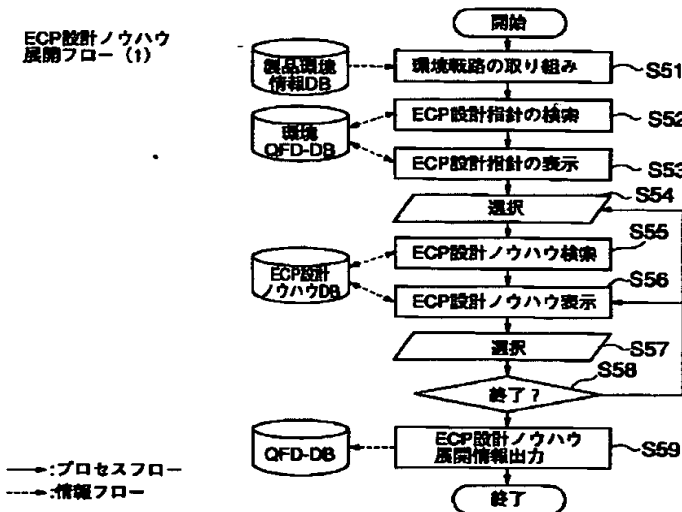 ECP設計ノウハウ
展開フロー (1)
開始
製品環境
情報DB
環境戦路の取り組み
S51
環境
QFD-DB
ECP設計指針の検索
S52
ECP設計指針の表示
S53
選択
S54
ECP設計
ノウハウDB
ECP設計ノウハウ検索
S55
ECP設計ノウハウ表示
S56
選択
S57
終了?
S58
QFD-DB
ECP設計ノウハウ
展開情報出力
S59
終了
:プロセスフロー
:情報フロー